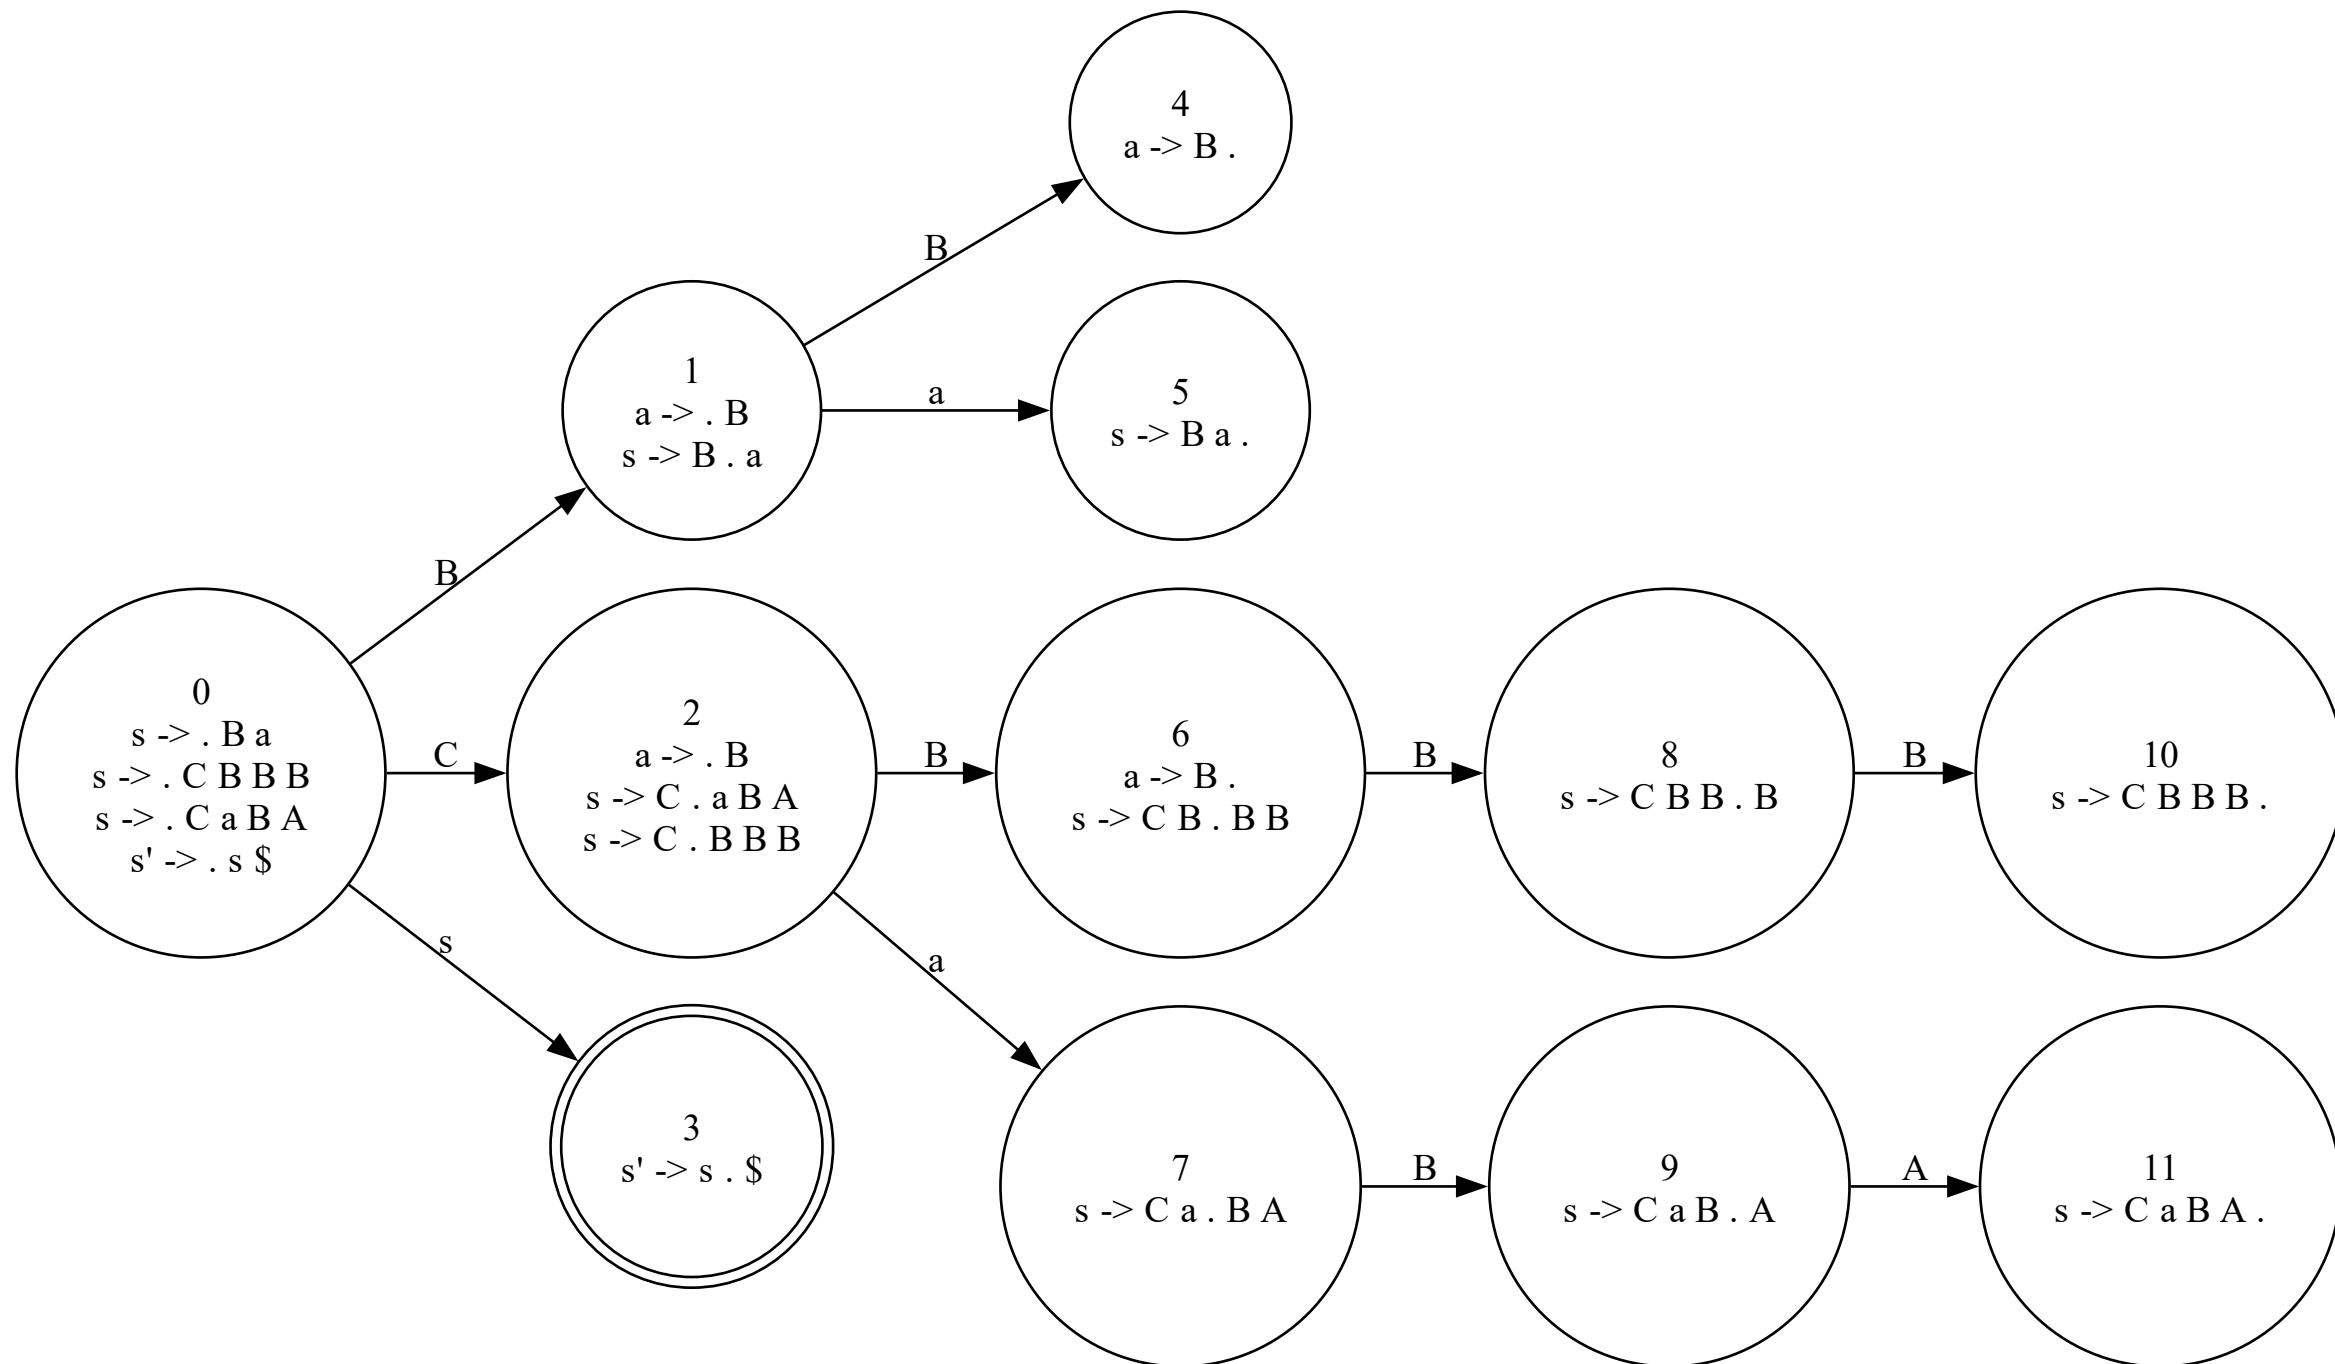 4
a -> B .
B
1
a -> . B
s -> B . a
a
5
s -> B a .
B
0
s -> . B a
s -> . C B B B
s -> . C a B A
s' -> . s $
C
2
a -> . B
s -> C . a B A
s -> C . B B B
B
6
a -> B .
s -> C B . B B
B
8
s -> C B B . B
B
10
s -> C B B B .
s
a
3
s' -> s . $
7
s -> C a . B A
B
9
s -> C a B . A
A
11
s -> C a B A .